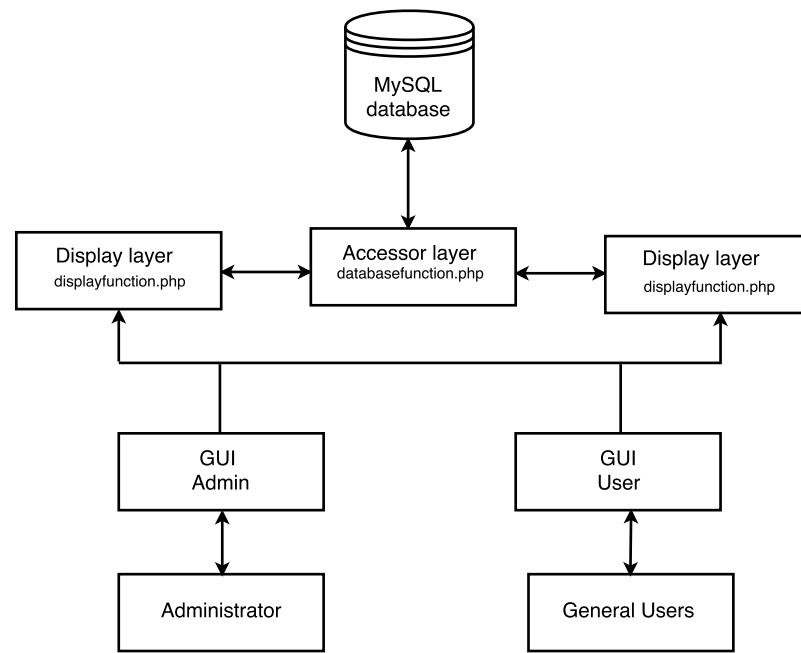 MySQL
database
Display layer
displayfunction.php
Accessor layer
databasefunction.php
Display layer
displayfunction.php
GUI
Admin
GUI
User
Administrator
General Users